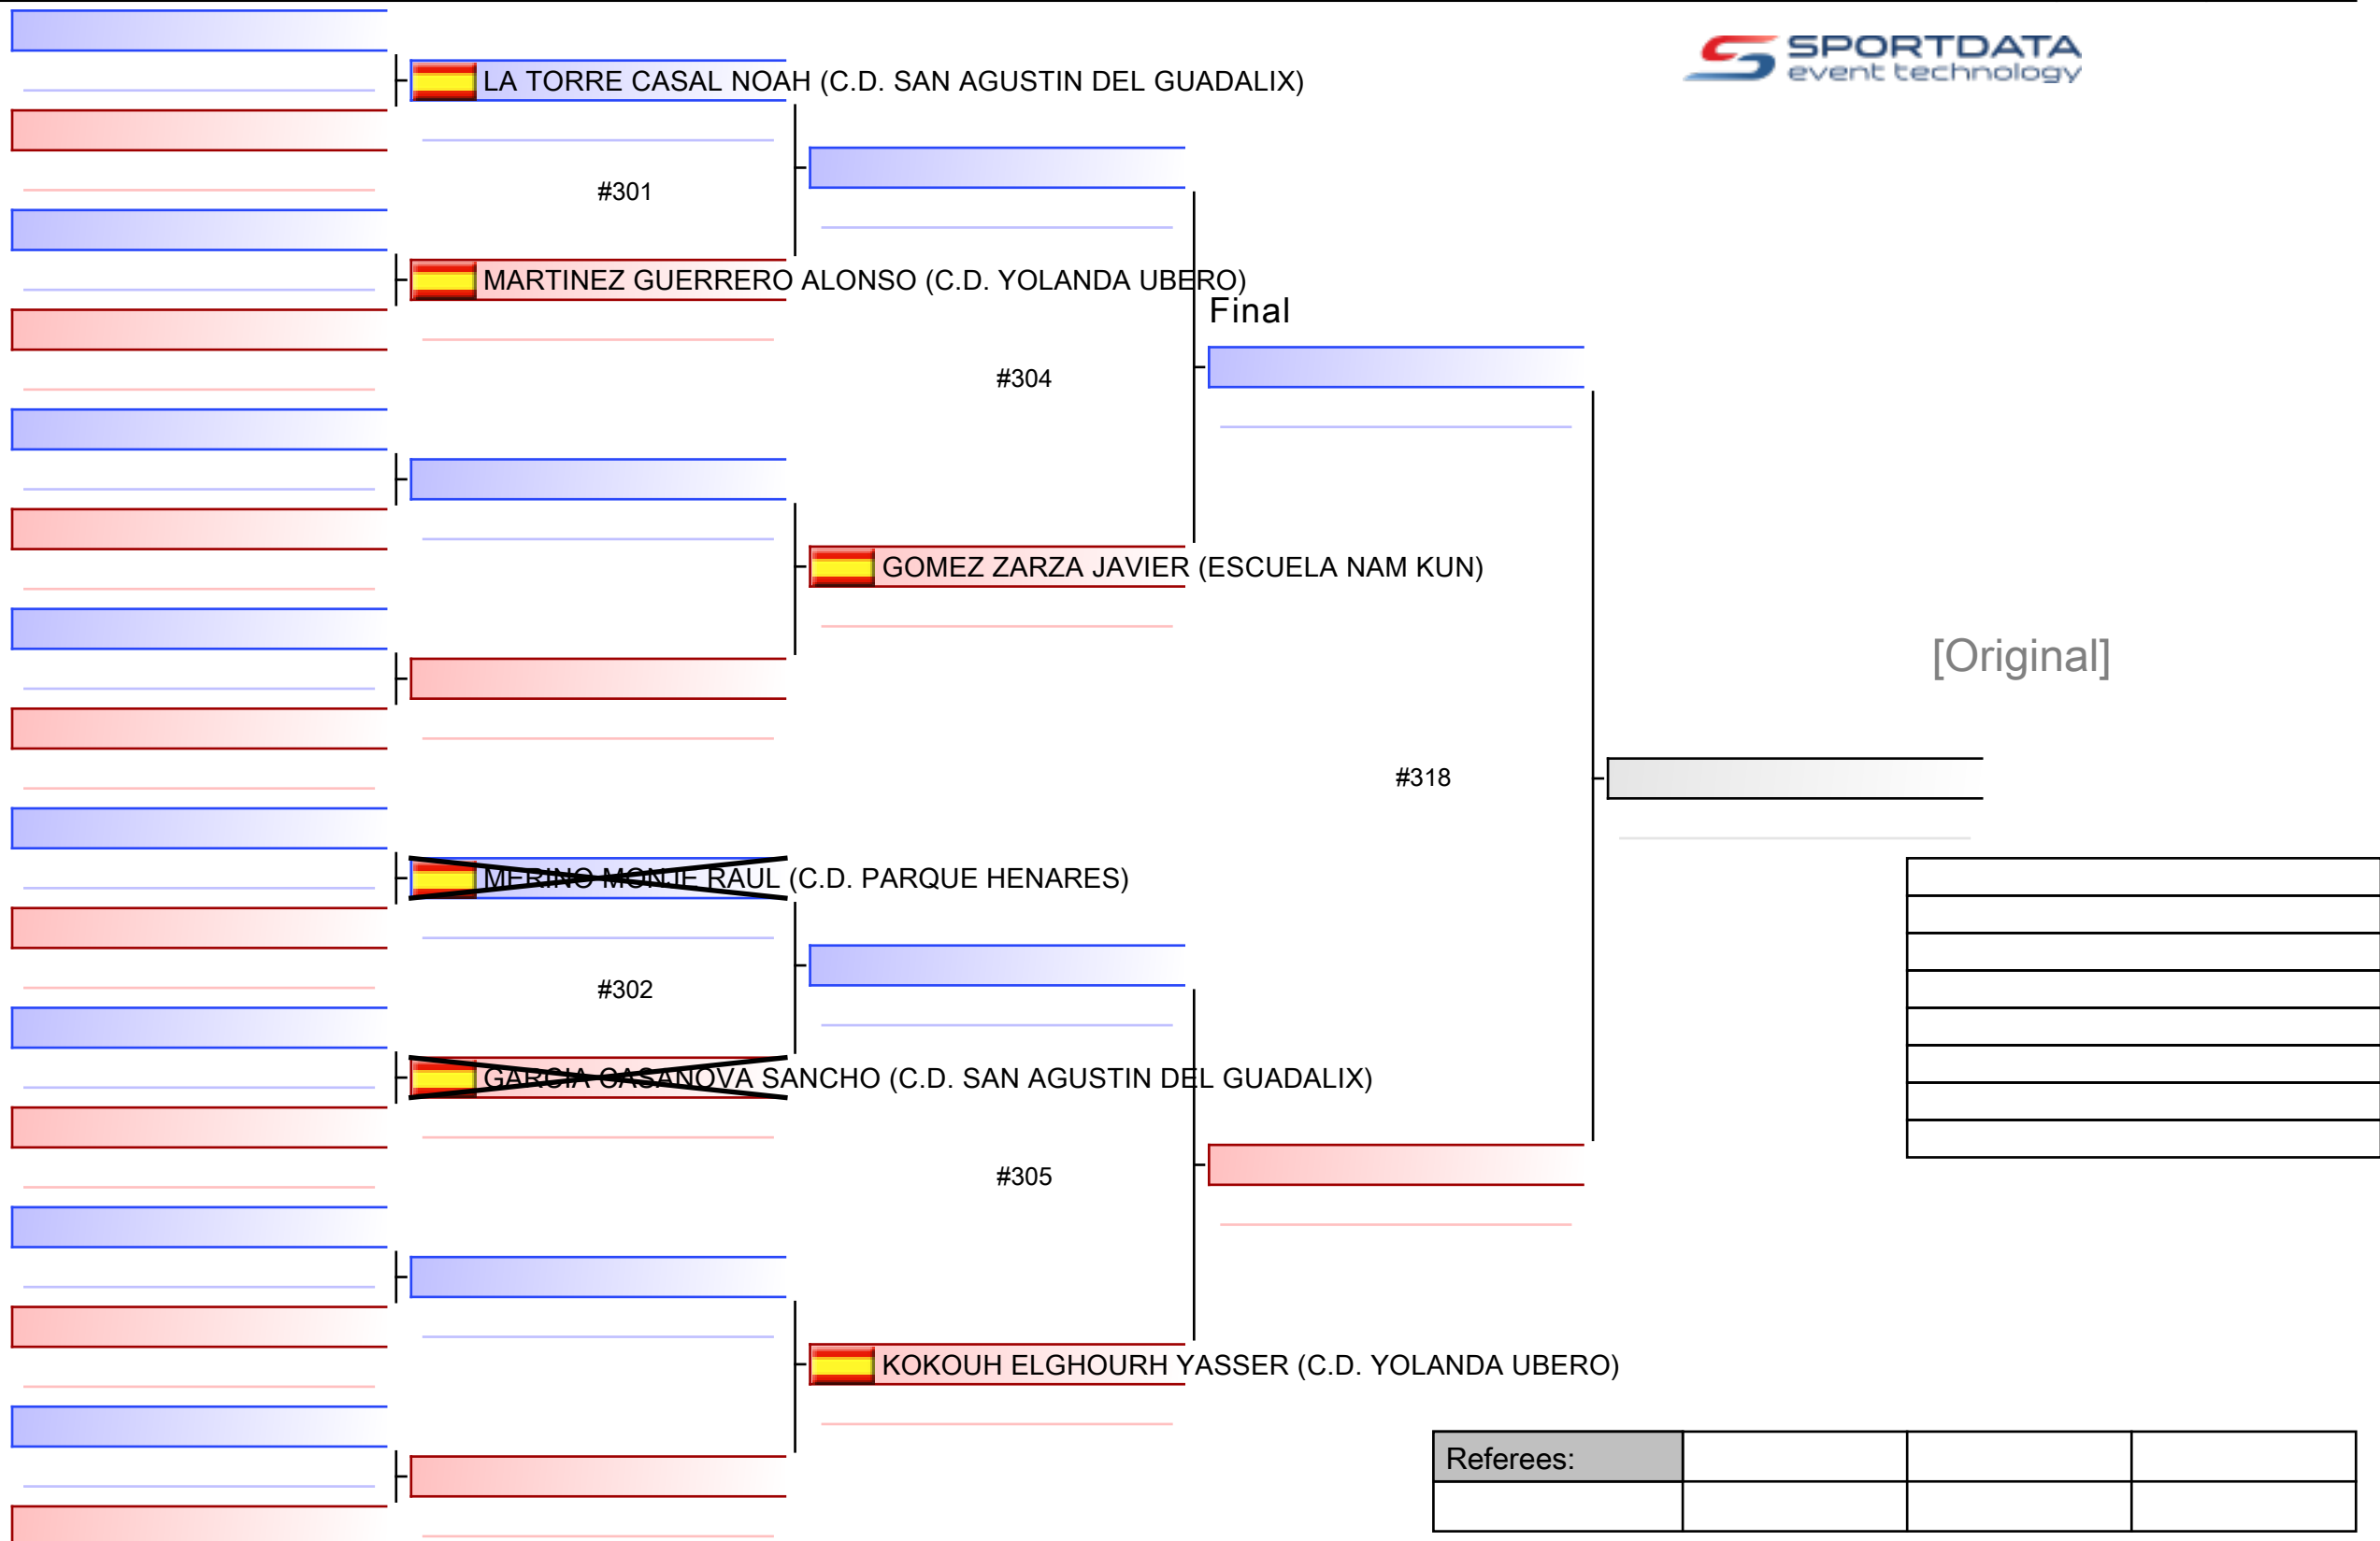 SPORTDATA
event technology
LA TORRE CASAL NOAH (C.D. SAN AGUSTIN DEL GUADALIX)
#301
MARTINEZ GUERRERO ALONSO (C.D. YOLANDA UBERO)
Final
#304
GOMEZ ZARZA JAVIER (ESCUELA NAM KUN)
[Original]
#318
MERINO MONJE RAUL (C.D. PARQUE HENARES)
#302
GARCIA CASANOVA SANCHO (C.D. SAN AGUSTIN DEL GUADALIX)
#305
KOKOUH ELGHOURH YASSER (C.D. YOLANDA UBERO)
Referees: